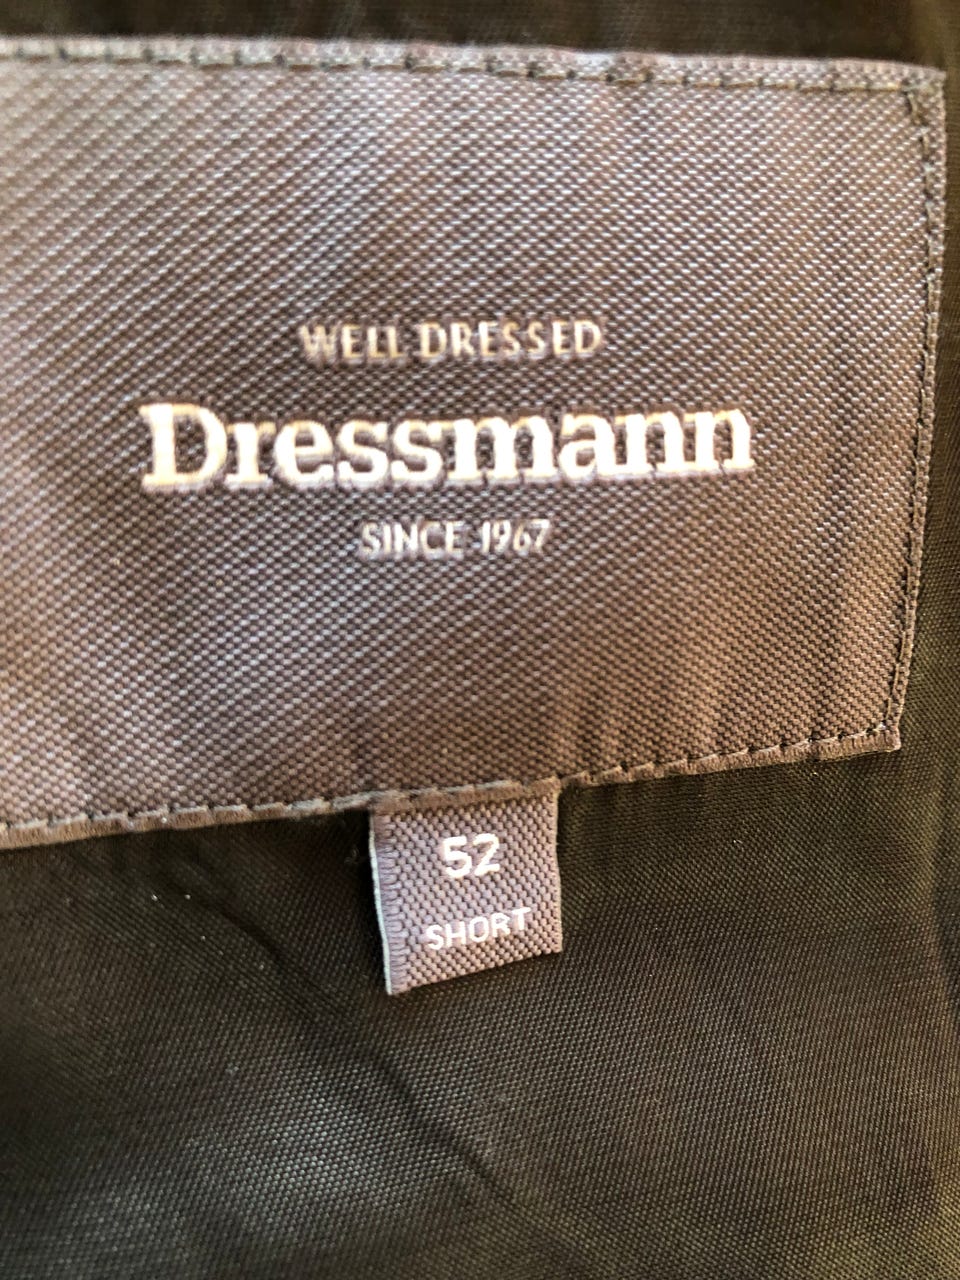 WELL DRESSED
Dressmann
SINCE 1967
52
SHORT